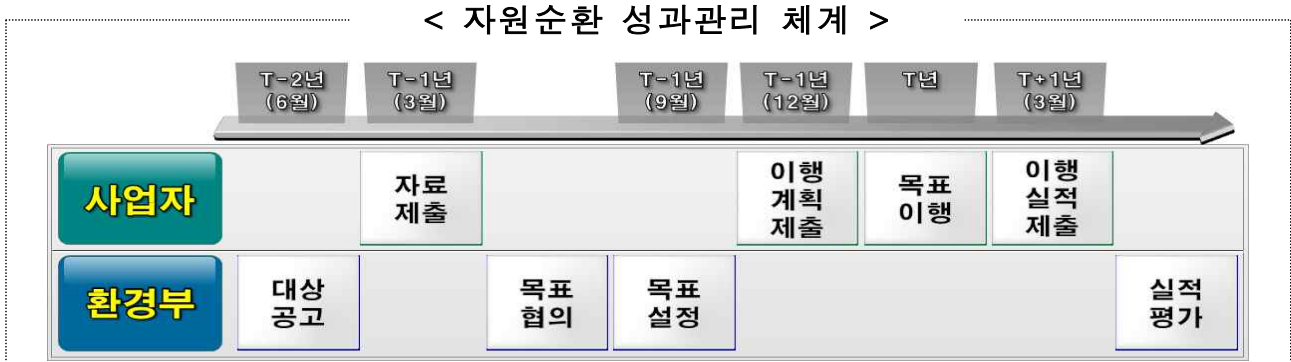 < 자원순환 성과관리 체계 >
T-2년 T-1년 T-1년 T-1년 T년 T+1년
(6월) (3월) (9월) (12월) (3월)
사업자
자료
제출
이행
계획
제출
목표
이행
이행
실적
제출
환경부
대상
공고
목표
협의
목표
설정
실적
평가